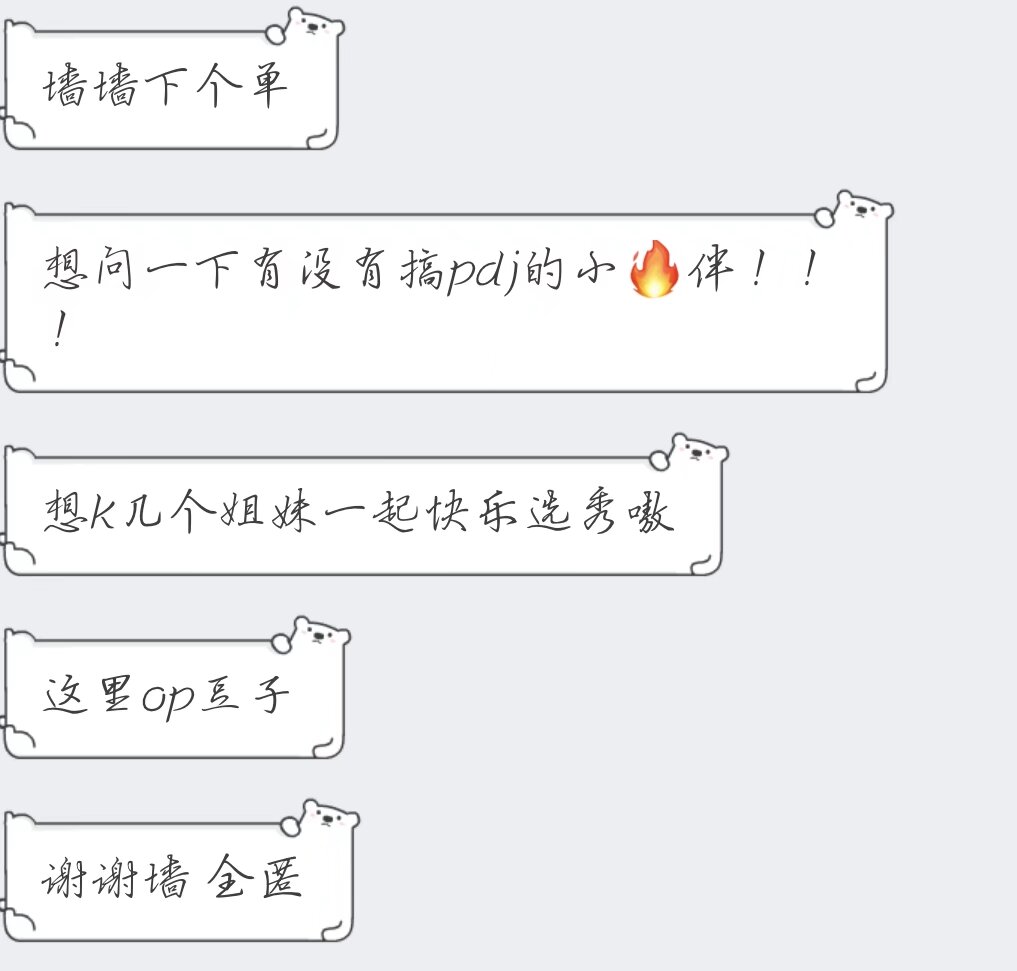 墙墙下个单
想问一下有没有搞pdj的小🔥伴！！
！
想k几个姐妹一起快乐选秀嗷
这里op豆子
谢谢墙 全匿